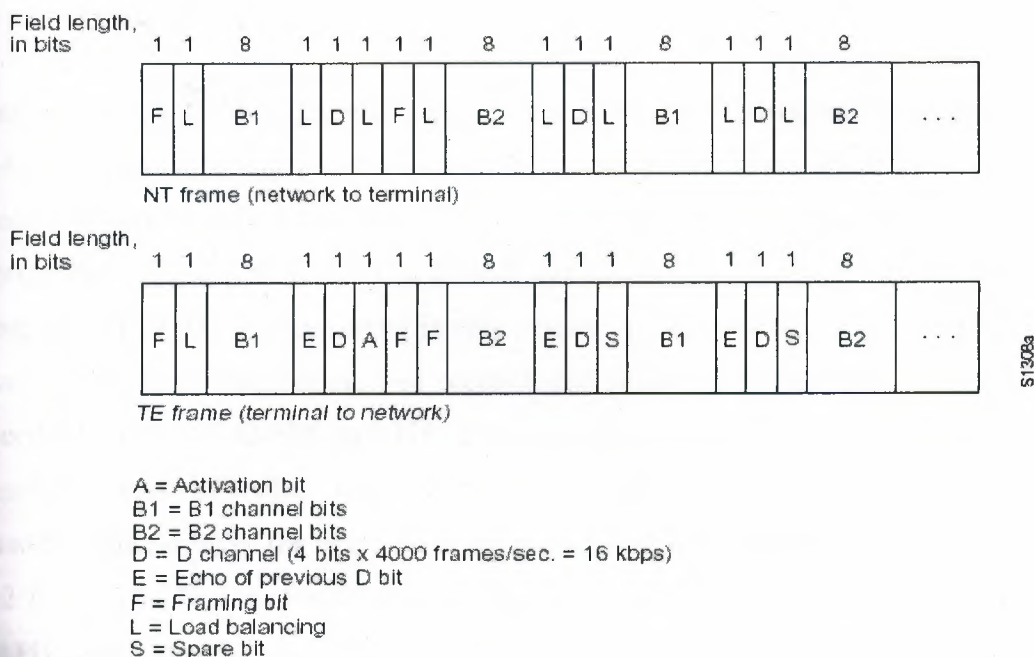 Field length,
in bits 1 1 8 1 1 1 1 1 8 1 1 1 8 1 1 1 8
F L B1 L D L F L B2 L D L B1 L D L B2 ...
NT frame (network to terminal)
Field length,
in bits 1 1 8 1 1 1 1 1 8 1 1 1 8 1 1 1 8
F L B1 E D A F F B2 E D S B1 E D S B2 ...
S1308a
TE frame (terminal to network)
A = Activation bit
B1 = B1 channel bits
B2 = B2 channel bits
D = D channel (4 bits x 4000 frames/sec. = 16 kbps)
E = Echo of previous D bit
F = Framing bit
L = Load balancing
S = Spare bit